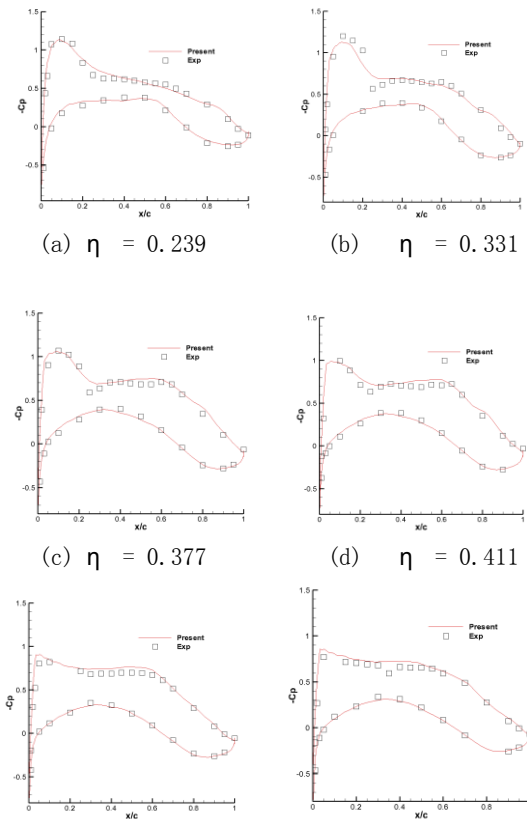 1.5
1
0.5
0
-0.5
-Cp
Present
Exp
0 0.2 0.4 0.6 0.8 1
x/c
(a) η = 0.239
1.5
1
0.5
0
-0.5
-Cp
Present
Exp
0 0.2 0.4 0.6 0.8 1
x/c
(b) η = 0.331
1.5
1
0.5
0
-0.5
-Cp
Present
Exp
0 0.2 0.4 0.6 0.8 1
x/c
(c) η = 0.377
1.5
1
0.5
0
-0.5
-Cp
Present
Exp
0 0.2 0.4 0.6 0.8 1
x/c
(d) η = 0.411
1.5
1
0.5
0
-0.5
-Cp
Present
Exp
0 0.2 0.4 0.6 0.8 1
x/c
1.5
1
0.5
0
-0.5
-Cp
Present
Exp
0 0.2 0.4 0.6 0.8
x/c